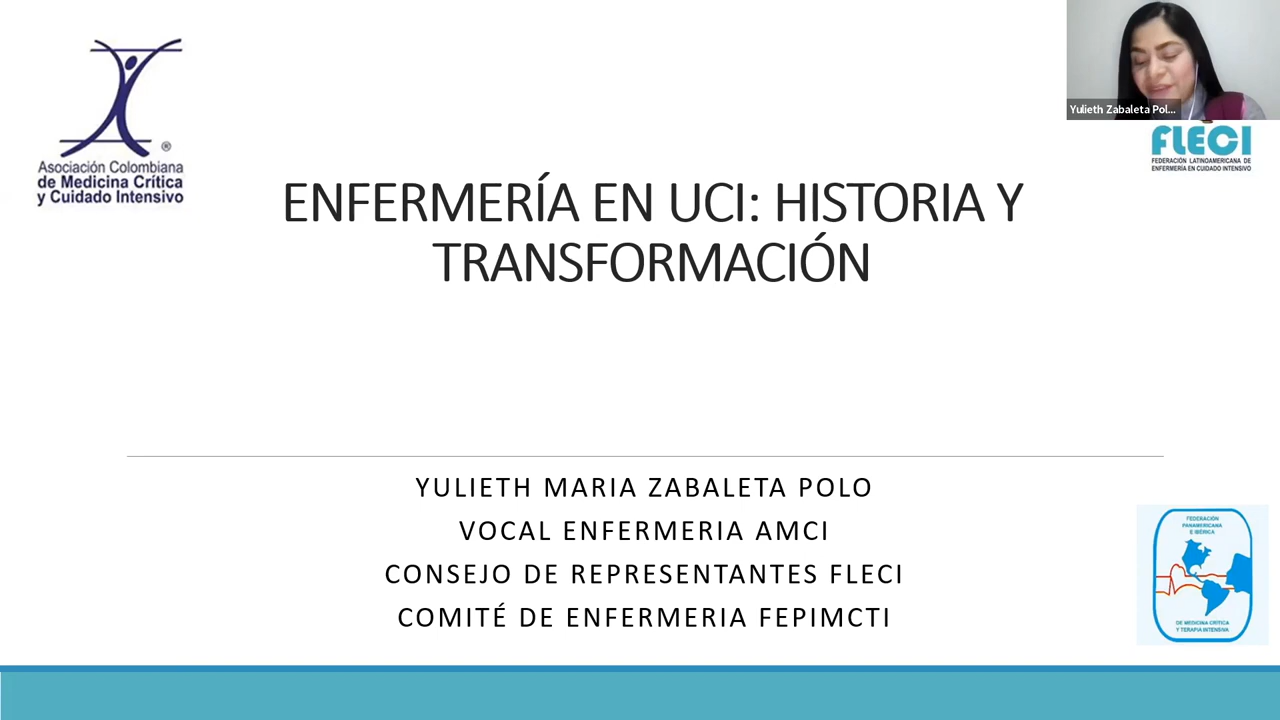 Asociación Colombiana
de Medicina Crítica
y Cuidado Intensivo
®
Yulieth Zabaleta Pol...
FLECI
FEDERACIÓN LATINOAMERICANA DE
ENFERMERÍA EN CUIDADO INTENSIVO
ENFERMERÍA EN UCI: HISTORIA Y
TRANSFORMACIÓN
YULIETH MARIA ZABALETA POLO
VOCAL ENFERMERIA AMCI
CONSEJO DE REPRESENTANTES FLECI
COMITÉ DE ENFERMERIA FEPIMCTI
FEDERACIÓN
PANAMERICANA
E IBÉRICA
DE MEDICINA CRÍTICA
Y TERAPIA INTENSIVA